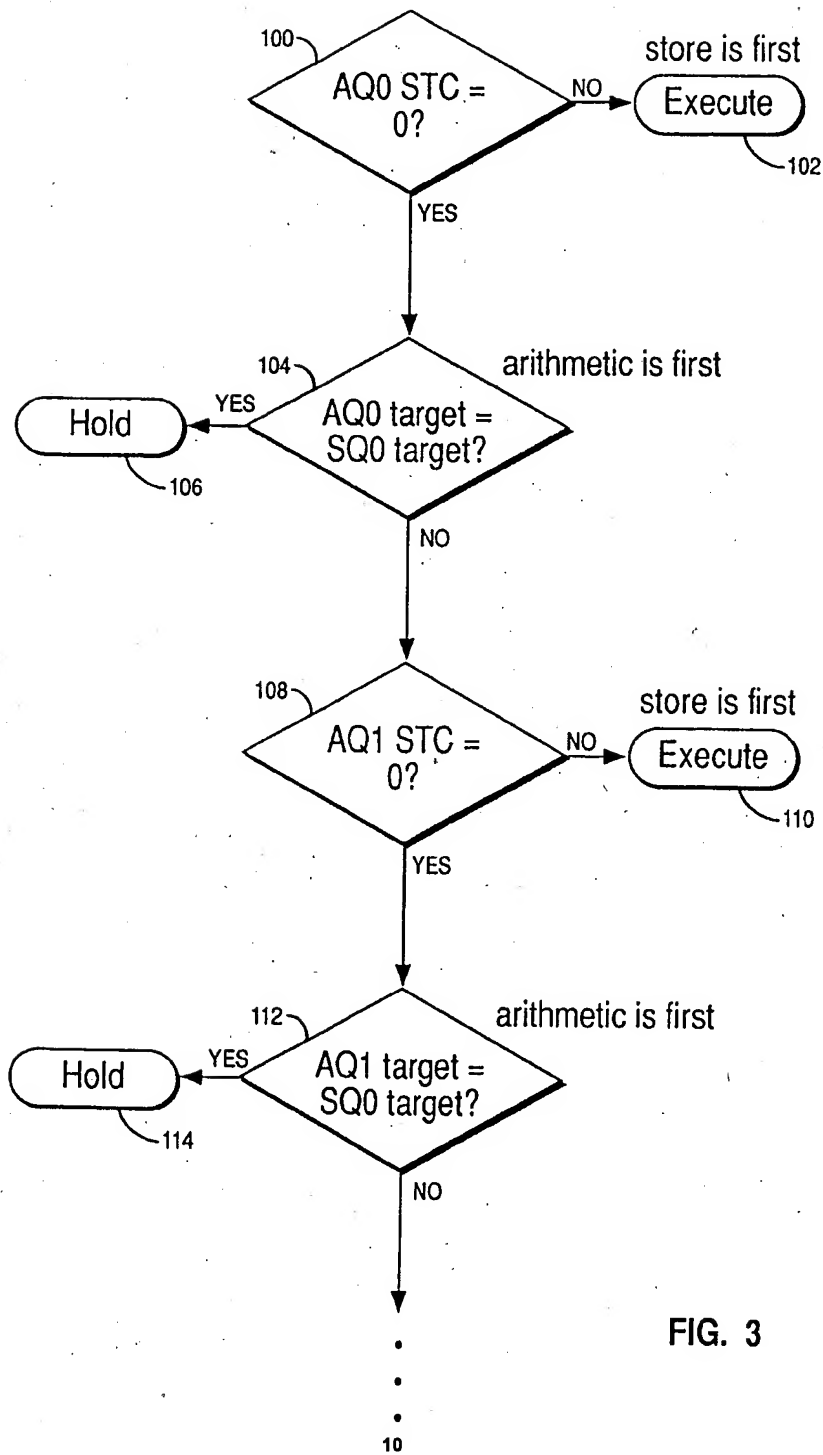 100
AQ0 STC =
0?
NO
store is first
Execute
102
YES
104
arithmetic is first
AQ0 target =
SQ0 target?
YES
Hold
106
NO
108
AQ1 STC =
0?
NO
store is first
Execute
110
YES
112
arithmetic is first
AQ1 target =
SQ0 target?
YES
Hold
114
NO
FIG. 3
10